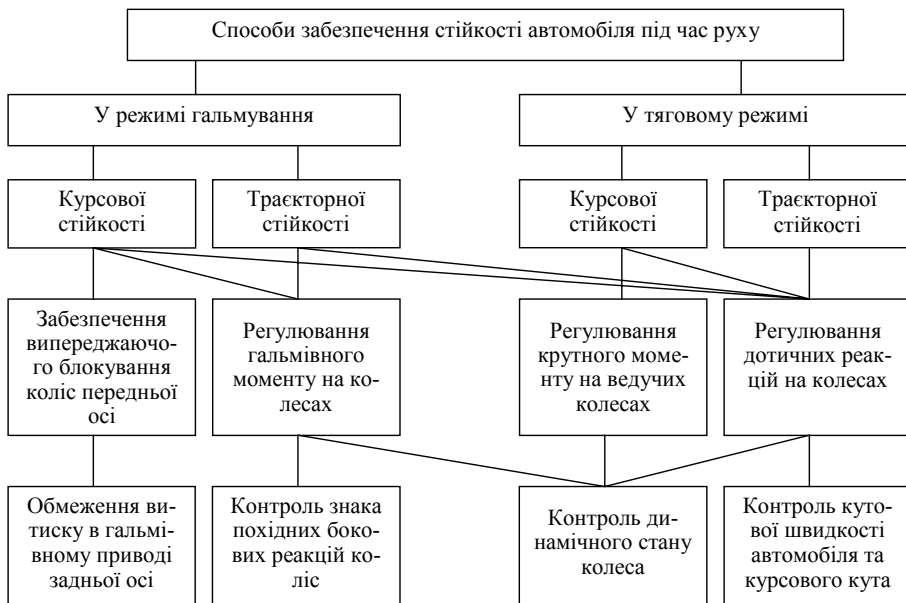 Способи забезпечення стійкості автомобіля під час руху
У режимі гальмування
У тяговому режимі
Курсової
стійкості
Траєкторної
стійкості
Курсової
стійкості
Траєкторної
стійкості
Забезпечення
випереджаючо-
го блокування
коліс передньої
осі
Регулювання
гальмівного
моменту на ко-
лесах
Регулювання
крутного моме-
нту на ведучих
колесах
Регулювання
дотичних реак-
цій на колесах
Обмеження ви-
тиску в гальмі-
вному приводі
задньої осі
Контроль знака
похідних боко-
вих реакцій ко-
ліс
Контроль ди-
намічного стану
колеса
Контроль куто-
вої швидкості
автомобіля та
курсового кута